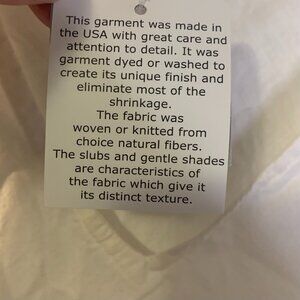 This garment was made in
the USA with great care and
attention to detail. It was
garment dyed or washed to
create its unique finish and
eliminate most of the
shrinkage.
The fabric was
woven or knitted from
choice natural fibers.
The slubs and gentle shades
are characteristics of
the fabric which give it
its distinct texture.